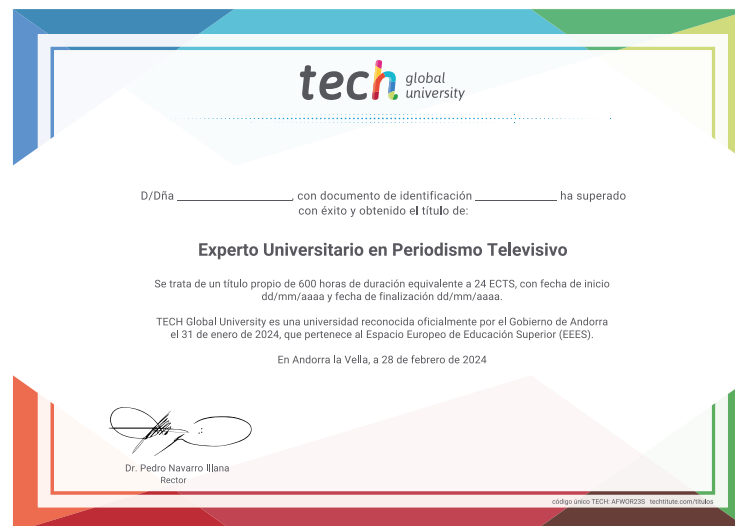 tech global university
D/Dña ____________________, con documento de identificación ______________ ha superado
con éxito y obtenido el título de:
Experto Universitario en Periodismo Televisivo
Se trata de un título propio de 600 horas de duración equivalente a 24 ECTS, con fecha de inicio
dd/mm/aaaa y fecha de finalización dd/mm/aaaa.
TECH Global University es una universidad reconocida oficialmente por el Gobierno de Andorra
el 31 de enero de 2024, que pertenece al Espacio Europeo de Educación Superior (EEES).
En Andorra la Vella, a 28 de febrero de 2024
Dr. Pedro Navarro Illana
Rector
código único TECH: AFWOR23S techtitute.com/titulos